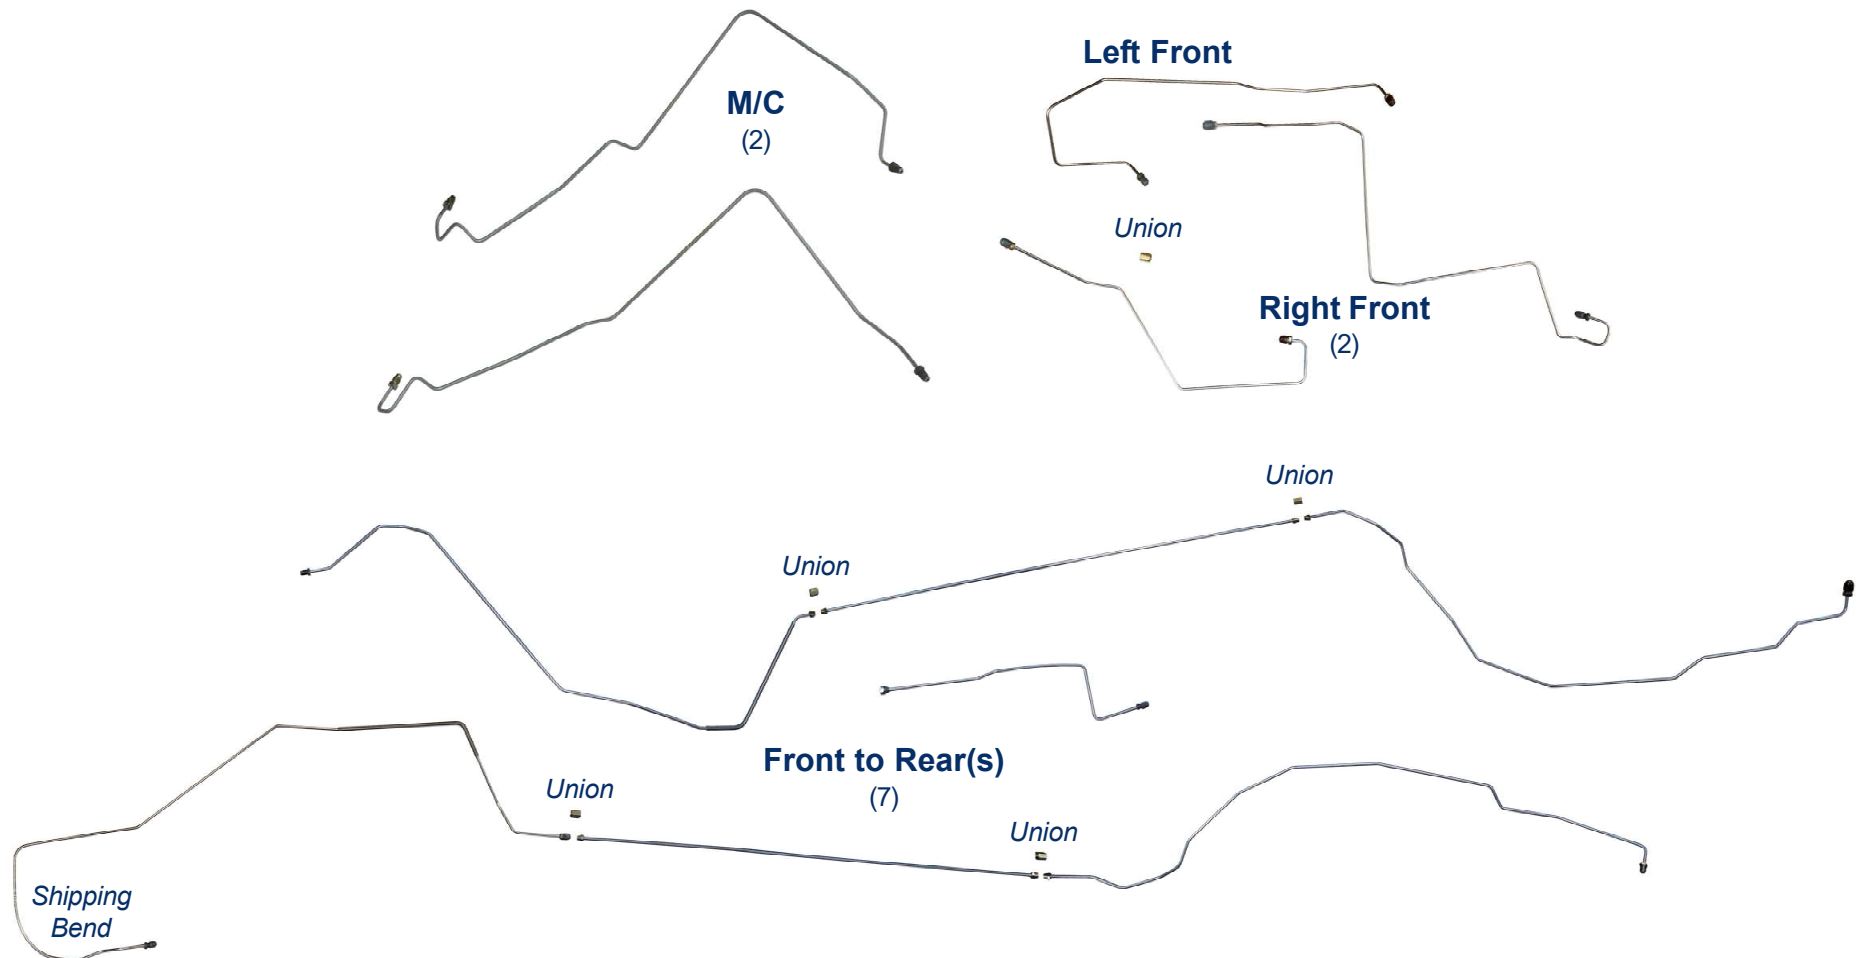 Left Front
M/C
(2)
Union
Right Front
(2)
Union
Union
Front to Rear(s)
(7)
Union
Union
Shipping
Bend